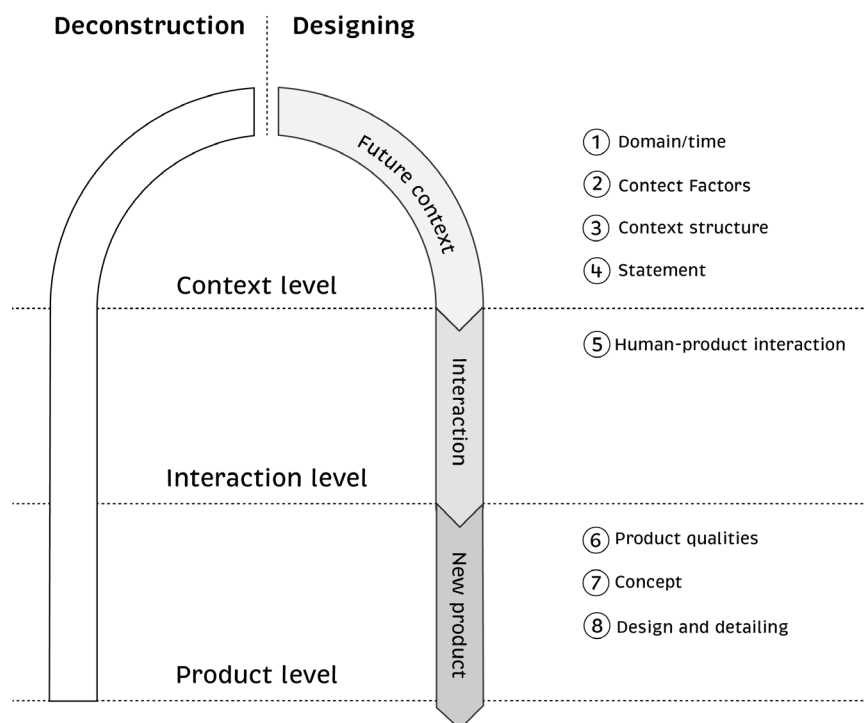 Deconstruction
Designing
Future context
1 Domain/time
2 Contect Factors
3 Context structure
4 Statement
Context level
5 Human-product interaction
Interaction
Interaction level
6 Product qualities
7 Concept
8 Design and detailing
New product
Product level